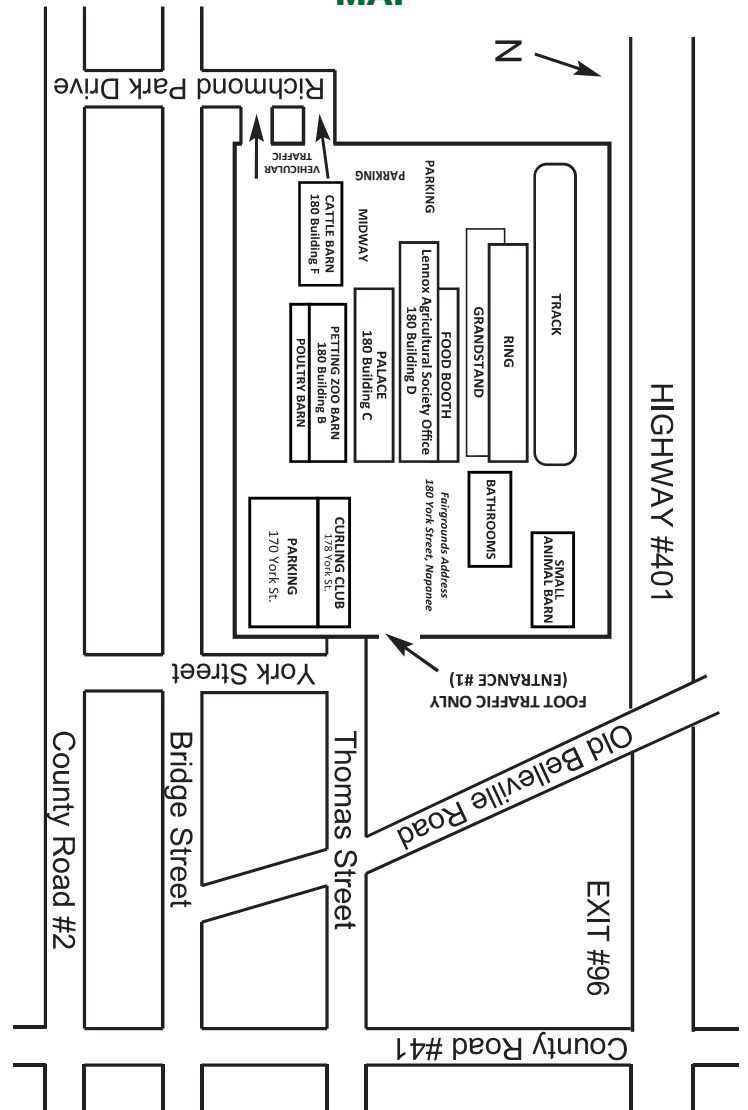 MAP
N
Richmond Park Drive
VEHICULAR
TRAFFIC
PARKING
PARKING
MIDWAY
CATTLE BARN
180 Building F
TRACK
RING
GRANDSTAND
FOOD BOOTH
Lennox Agricultural Society Office
180 Building D
PALACE
180 Building C
PETTING ZOO BARN
180 Building B
POULTRY BARN
HIGHWAY #401
BATHROOMS
SMALL
ANIMAL BARN
Fairgrounds Address
180 York Street, Napanee
CURLING CLUB
178 York St.
PARKING
170 York St.
FOOT TRAFFIC ONLY
(ENTRANCE #1)
York Street
Old Belleville Road
Thomas Street
Bridge Street
County Road #2
EXIT #96
County Road #41